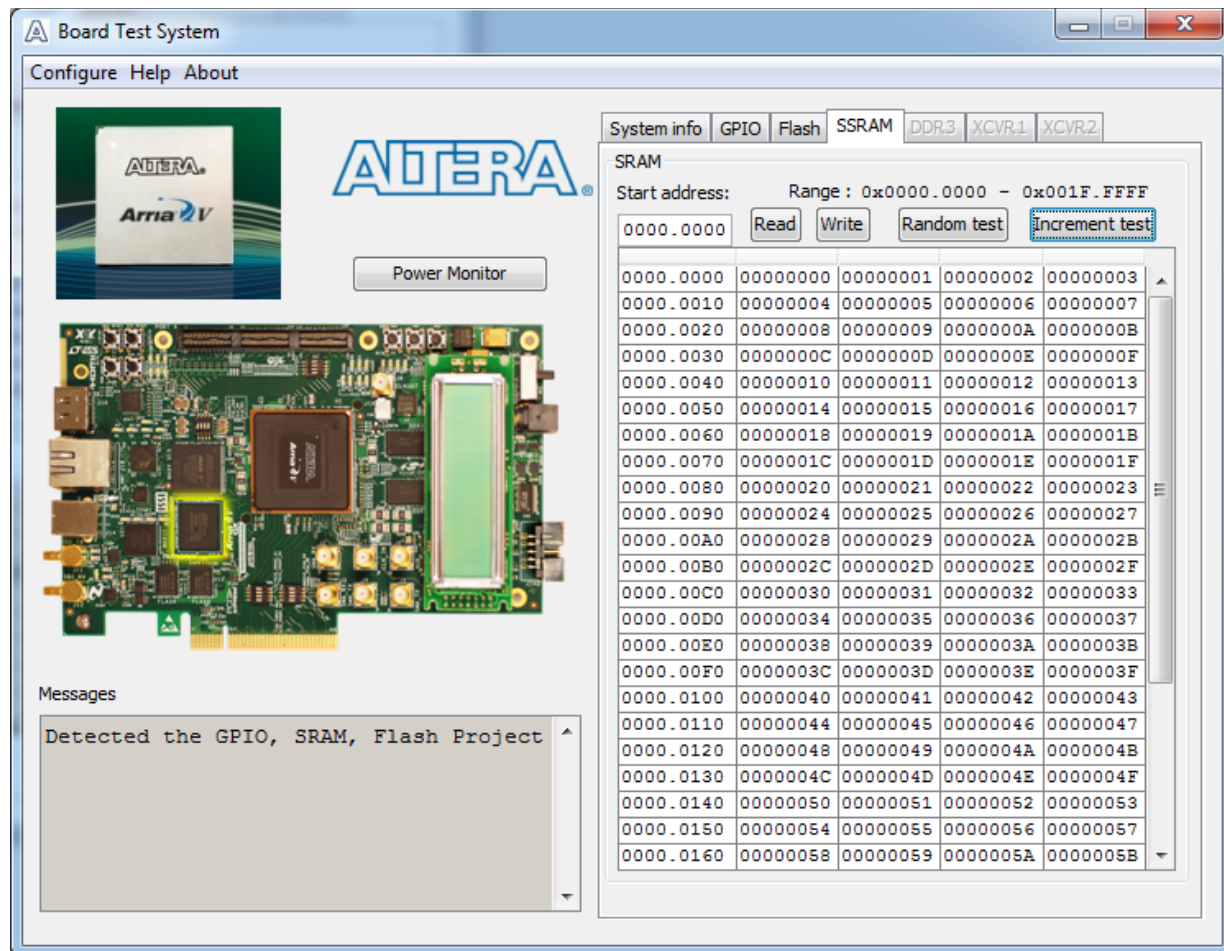 Board Test System
Configure Help About
ALTERA®
Arria V
ALTERA®
Power Monitor
System info GPIO Flash SSRAM DDR3 XCVR1 XCVR2
SRAM
Start address: Range : 0x0000.0000 - 0x001F.FFFF
0000.0000 Read Write Random test Increment test
0000.0000 00000000 00000001 00000002 00000003
0000.0010 00000004 00000005 00000006 00000007
0000.0020 00000008 00000009 0000000A 0000000B
0000.0030 0000000C 0000000D 0000000E 0000000F
0000.0040 00000010 00000011 00000012 00000013
0000.0050 00000014 00000015 00000016 00000017
0000.0060 00000018 00000019 0000001A 0000001B
0000.0070 0000001C 0000001D 0000001E 0000001F
0000.0080 00000020 00000021 00000022 00000023
0000.0090 00000024 00000025 00000026 00000027
0000.00A0 00000028 00000029 0000002A 0000002B
0000.00B0 0000002C 0000002D 0000002E 0000002F
0000.00C0 00000030 00000031 00000032 00000033
0000.00D0 00000034 00000035 00000036 00000037
0000.00E0 00000038 00000039 0000003A 0000003B
0000.00F0 0000003C 0000003D 0000003E 0000003F
0000.0100 00000040 00000041 00000042 00000043
0000.0110 00000044 00000045 00000046 00000047
0000.0120 00000048 00000049 0000004A 0000004B
0000.0130 0000004C 0000004D 0000004E 0000004F
0000.0140 00000050 00000051 00000052 00000053
0000.0150 00000054 00000055 00000056 00000057
0000.0160 00000058 00000059 0000005A 0000005B
Arria V
ALTERA
FLASH FLASH
Messages
Detected the GPIO, SRAM, Flash Project